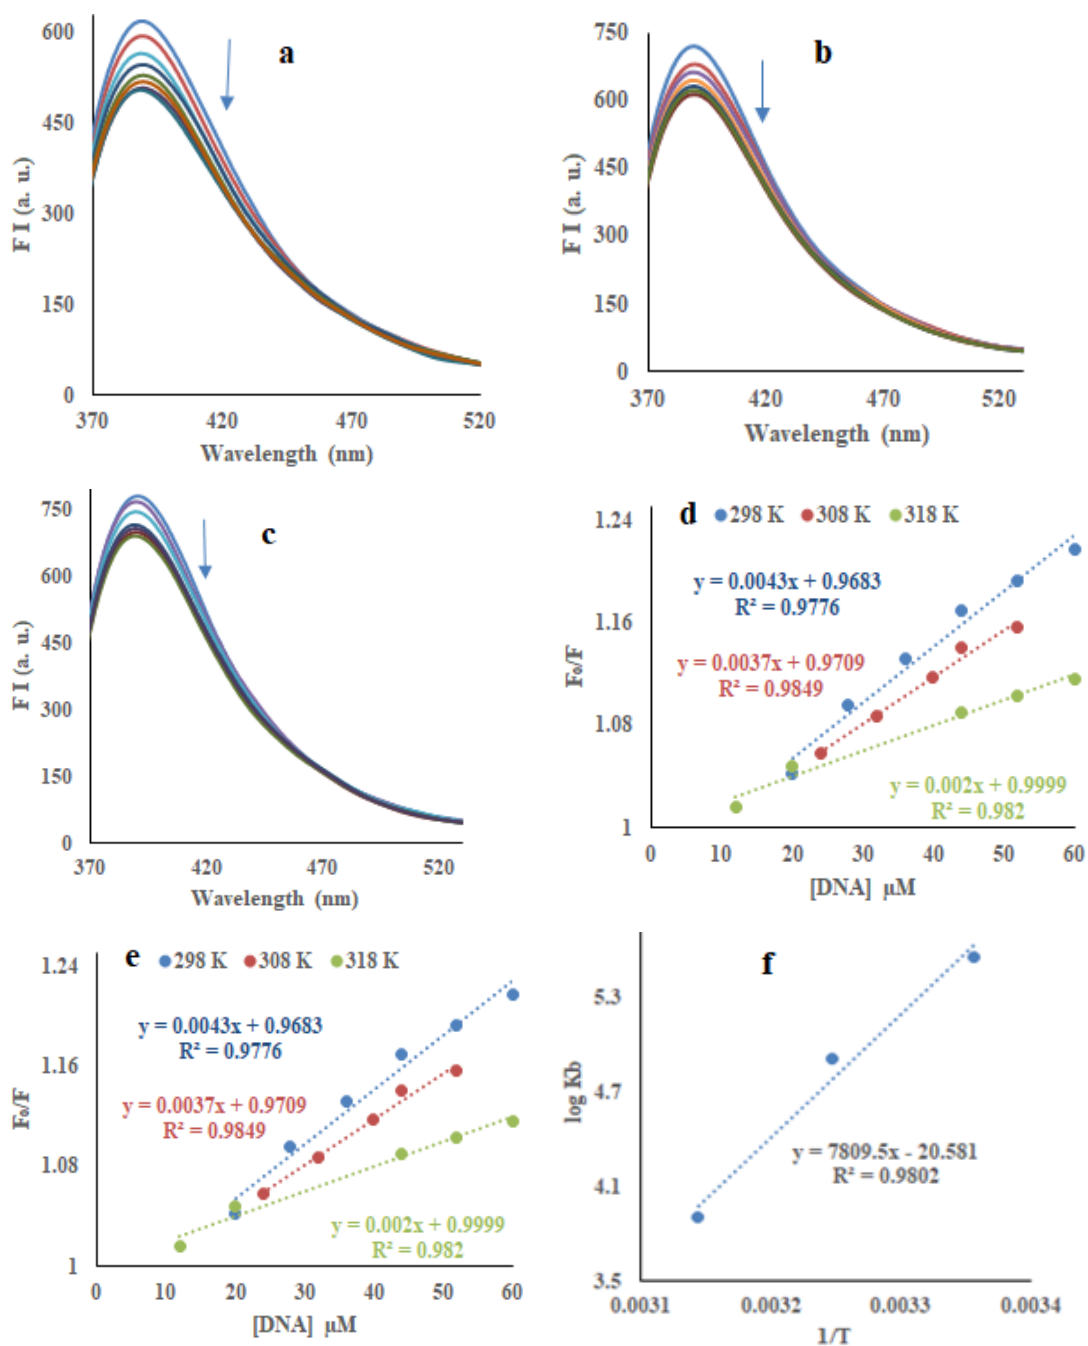 a
600
450
300
150
0
F I (a. u.)
370 420 470 520
Wavelength (nm)
b
750
600
450
300
150
0
F I (a. u.)
370 420 470 520
Wavelength (nm)
c
750
600
450
300
150
0
F I (a. u.)
370 420 470 520
Wavelength (nm)
d 298 K 308 K 318 K
1.24
1.16
1.08
1
F₀/F
y = 0.0043x + 0.9683
R² = 0.9776
y = 0.0037x + 0.9709
R² = 0.9849
y = 0.002x + 0.9999
R² = 0.982
0 10 20 30 40 50 60
[DNA] μM
e 298 K 308 K 318 K
1.24
1.16
1.08
1
F₀/F
y = 0.0043x + 0.9683
R² = 0.9776
y = 0.0037x + 0.9709
R² = 0.9849
y = 0.002x + 0.9999
R² = 0.982
0 10 20 30 40 50 60
[DNA] μM
f
5.3
4.7
4.1
3.5
log Kb
y = 7809.5x - 20.581
R² = 0.9802
0.0031 0.0032 0.0033 0.0034
1/T